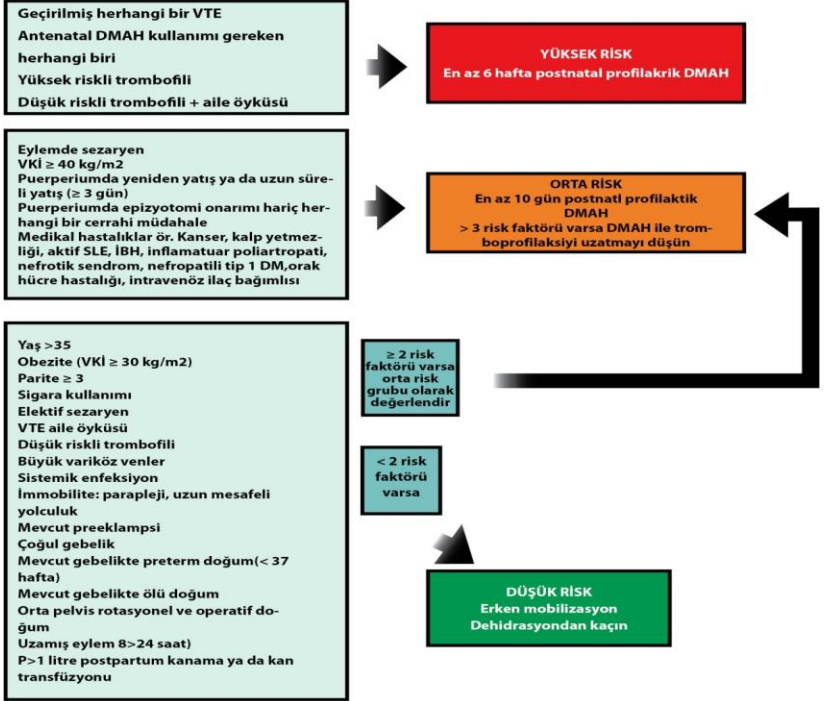 Geçirilmiş herhangi bir VTE
Antenatal DMAH kullanımı gereken
herhangi biri
Yüksek riskli trombofili
Düşük riskli trombofili + aile öyküsü
YÜKSEK RİSK
En az 6 hafta postnatal profilakrik DMAH
Eylemde sezaryen
VKİ ≥ 40 kg/m2
Puerperiumda yeniden yatış ya da uzun süre-
li yatış (≥ 3 gün)
Puerperiumda epizyotomi onarımı hariç her-
hangi bir cerrahi müdahale
Medikal hastalıklar ör. Kanser, kalp yetmez-
liği, aktif SLE, İBH, inflamatuar poliartropati,
nefrotik sendrom, nefropatili tip 1 DM,orak
hücre hastalığı, intravenöz ilaç bağımlısı
ORTA RİSK
En az 10 gün postnatl profilaktik
DMAH
> 3 risk faktörü varsa DMAH ile trom-
boprofilaksiyi uzatmayı düşün
Yaş >35
Obezite (VKİ ≥ 30 kg/m2)
Parite ≥ 3
Sigara kullanımı
Elektif sezaryen
VTE aile öyküsü
Düşük riskli trombofili
Büyük variköz venler
Sistemik enfeksiyon
İmmobilite: parapleji, uzun mesafeli
yolculuk
Mevcut preeklampsi
Çoğul gebelik
Mevcut gebelikte preterm doğum(< 37
hafta)
Mevcut gebelikte ölü doğum
Orta pelvis rotasyonel ve operatif do-
ğum
Uzamış eylem 8>24 saat)
P>1 litre postpartum kanama ya da kan
transfüzyonu
≥ 2 risk
faktörü varsa
orta risk
grubu olarak
değerlendir
< 2 risk
faktörü
varsa
DÜŞÜK RİSK
Erken mobilizasyon
Dehidrasyondan kaçın